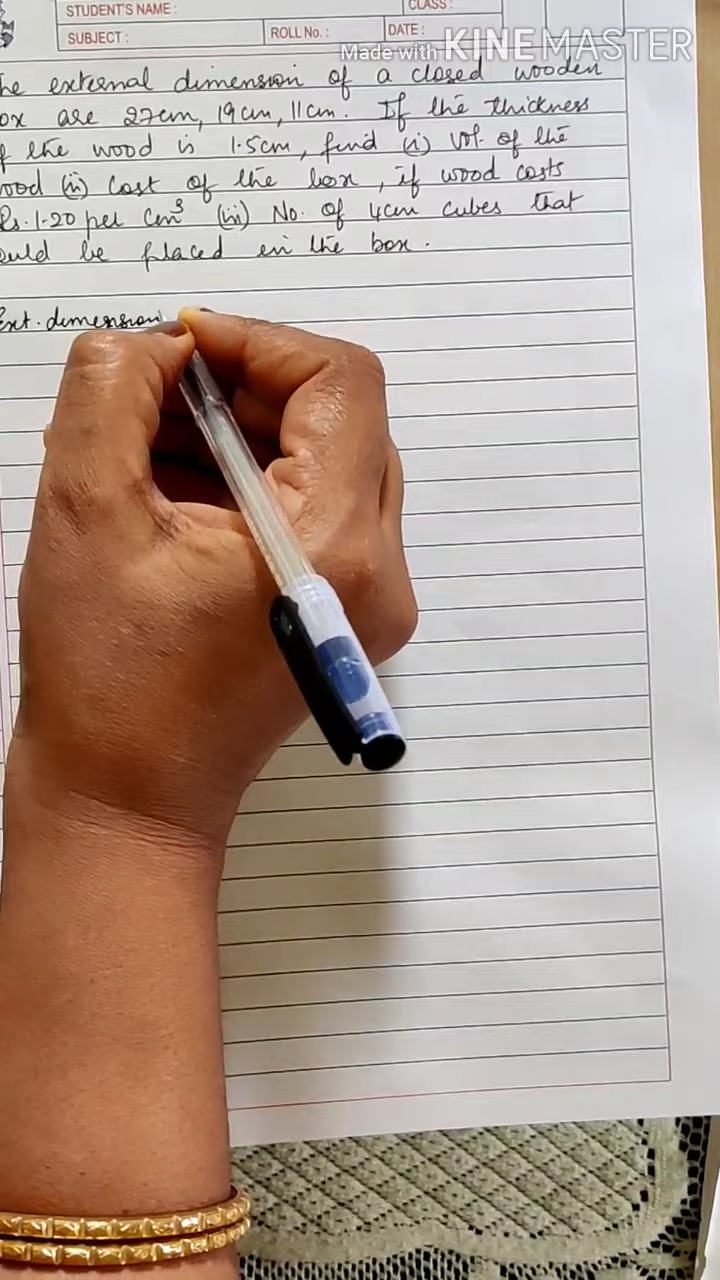 STUDENT'S NAME :
CLASS :
SUBJECT :
ROLL No. :
DATE :
Made with KINEMASTER
he external dimension of a closed wooden
ox are 27cm, 19cm, 11cm. If the thickness
f the wood is 1.5cm, find (i) Vol. of the
ood (ii) Cost of the box, if wood costs
Rs. 1.20 per cm³ (iii) No. of 4cm cubes that
ould be placed in the box.
Ext. dimension